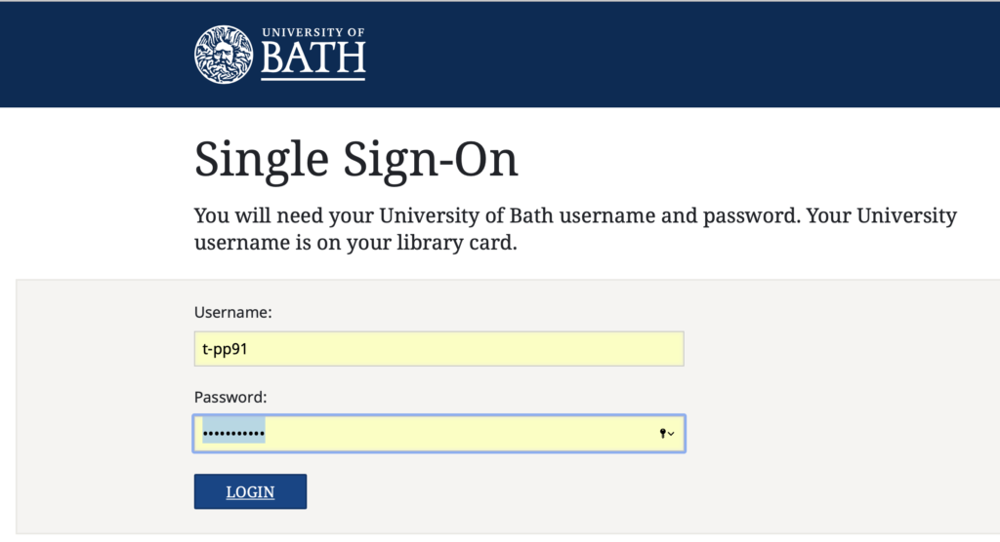 UNIVERSITY OF
BATH
Single Sign-On
You will need your University of Bath username and password. Your University
username is on your library card.
Username:
t-pp91
Password:
•••••••••••
LOGIN